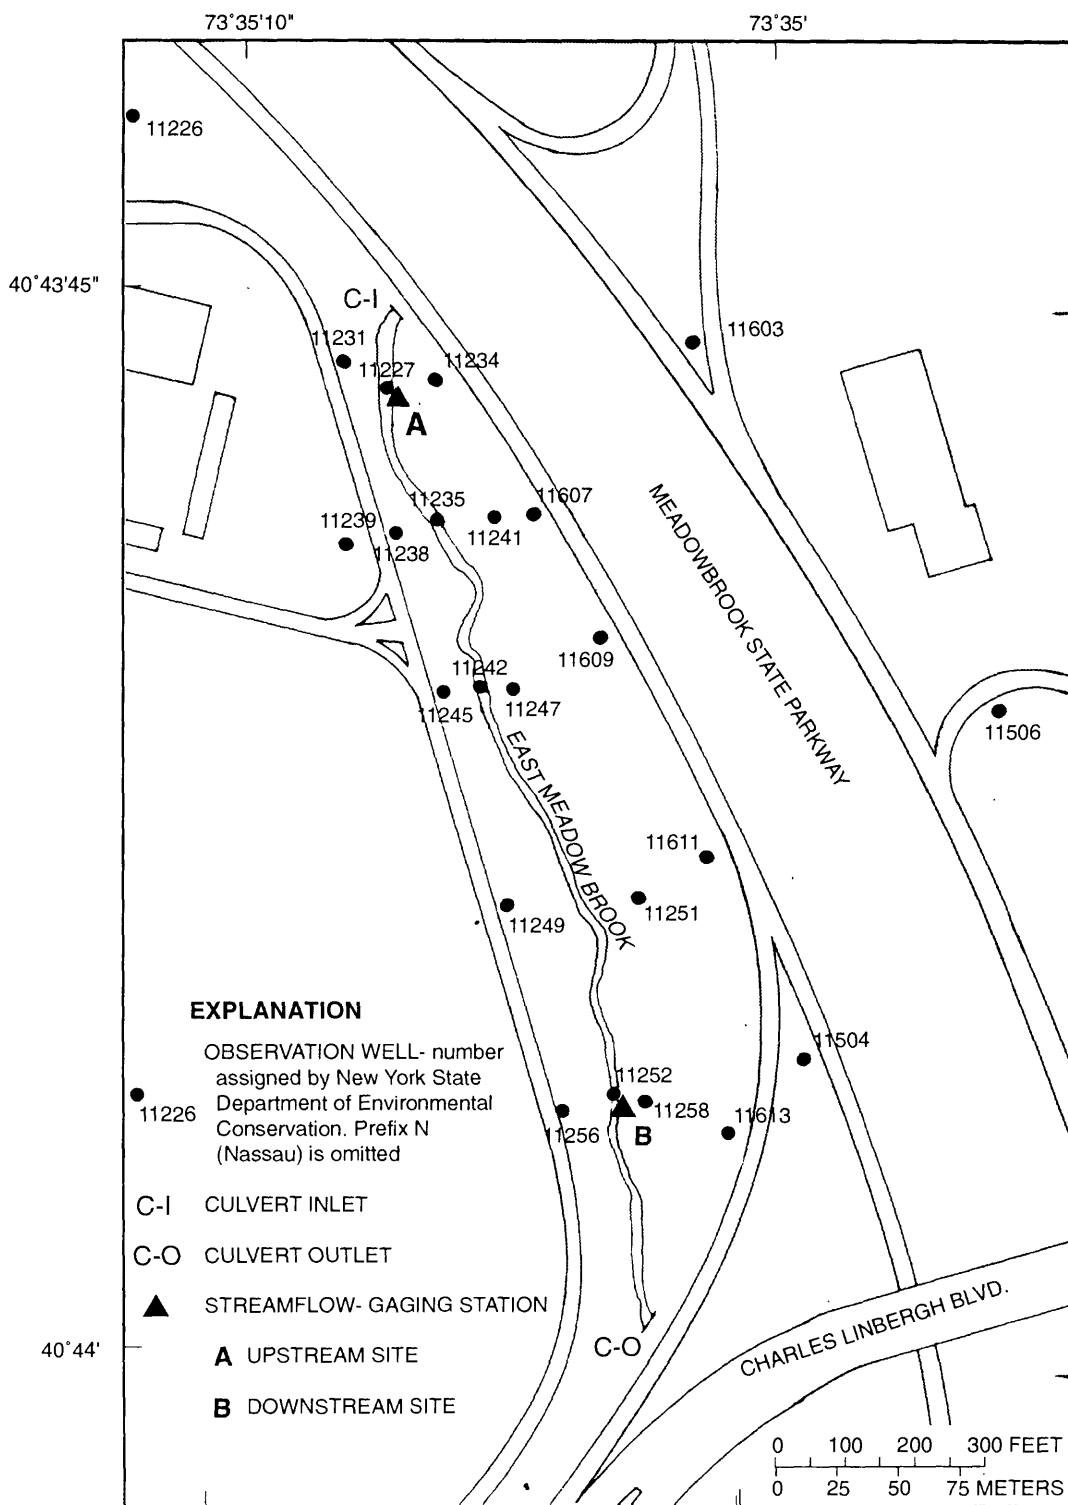 73°35'10"
73°35'
11226
40°43'45"
C-I
11603
11231
11234
11227
A
11235
11607
11239
11238
11241
MEADOWBROOK STATE PARKWAY
11609
11242
11245
11247
11506
EAST MEADOW BROOK
11611
11251
11249
EXPLANATION
OBSERVATION WELL- number
assigned by New York State
Department of Environmental
Conservation. Prefix N
(Nassau) is omitted
11226
11504
11252
11258
11613
11256
B
C-I CULVERT INLET
C-O CULVERT OUTLET
STREAMFLOW- GAGING STATION
A UPSTREAM SITE
B DOWNSTREAM SITE
40°44'
C-O
CHARLES LINBERGH BLVD.
0 100 200 300 FEET
0 25 50 75 METERS